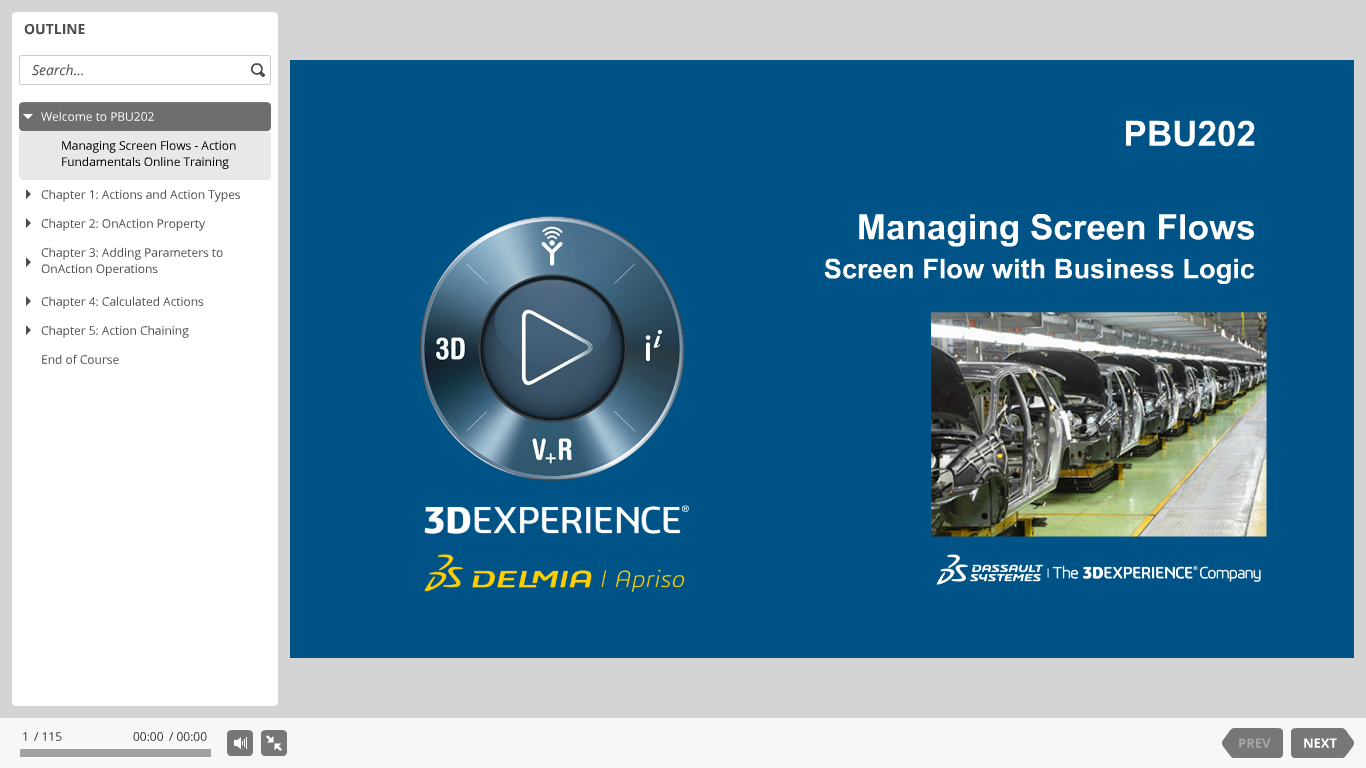 OUTLINE
Search...
Welcome to PBU202
Managing Screen Flows - Action
Fundamentals Online Training
Chapter 1: Actions and Action Types
Chapter 2: OnAction Property
Chapter 3: Adding Parameters to
OnAction Operations
Chapter 4: Calculated Actions
Chapter 5: Action Chaining
End of Course
PBU202
Managing Screen Flows
Screen Flow with Business Logic
3D
i i
V+R
3DEXPERIENCE®
DS DELMIA | Apriso
DS DASSAULT SYSTEMES | The 3DEXPERIENCE® Company
1 / 115
00:00 / 00:00
PREV
NEXT